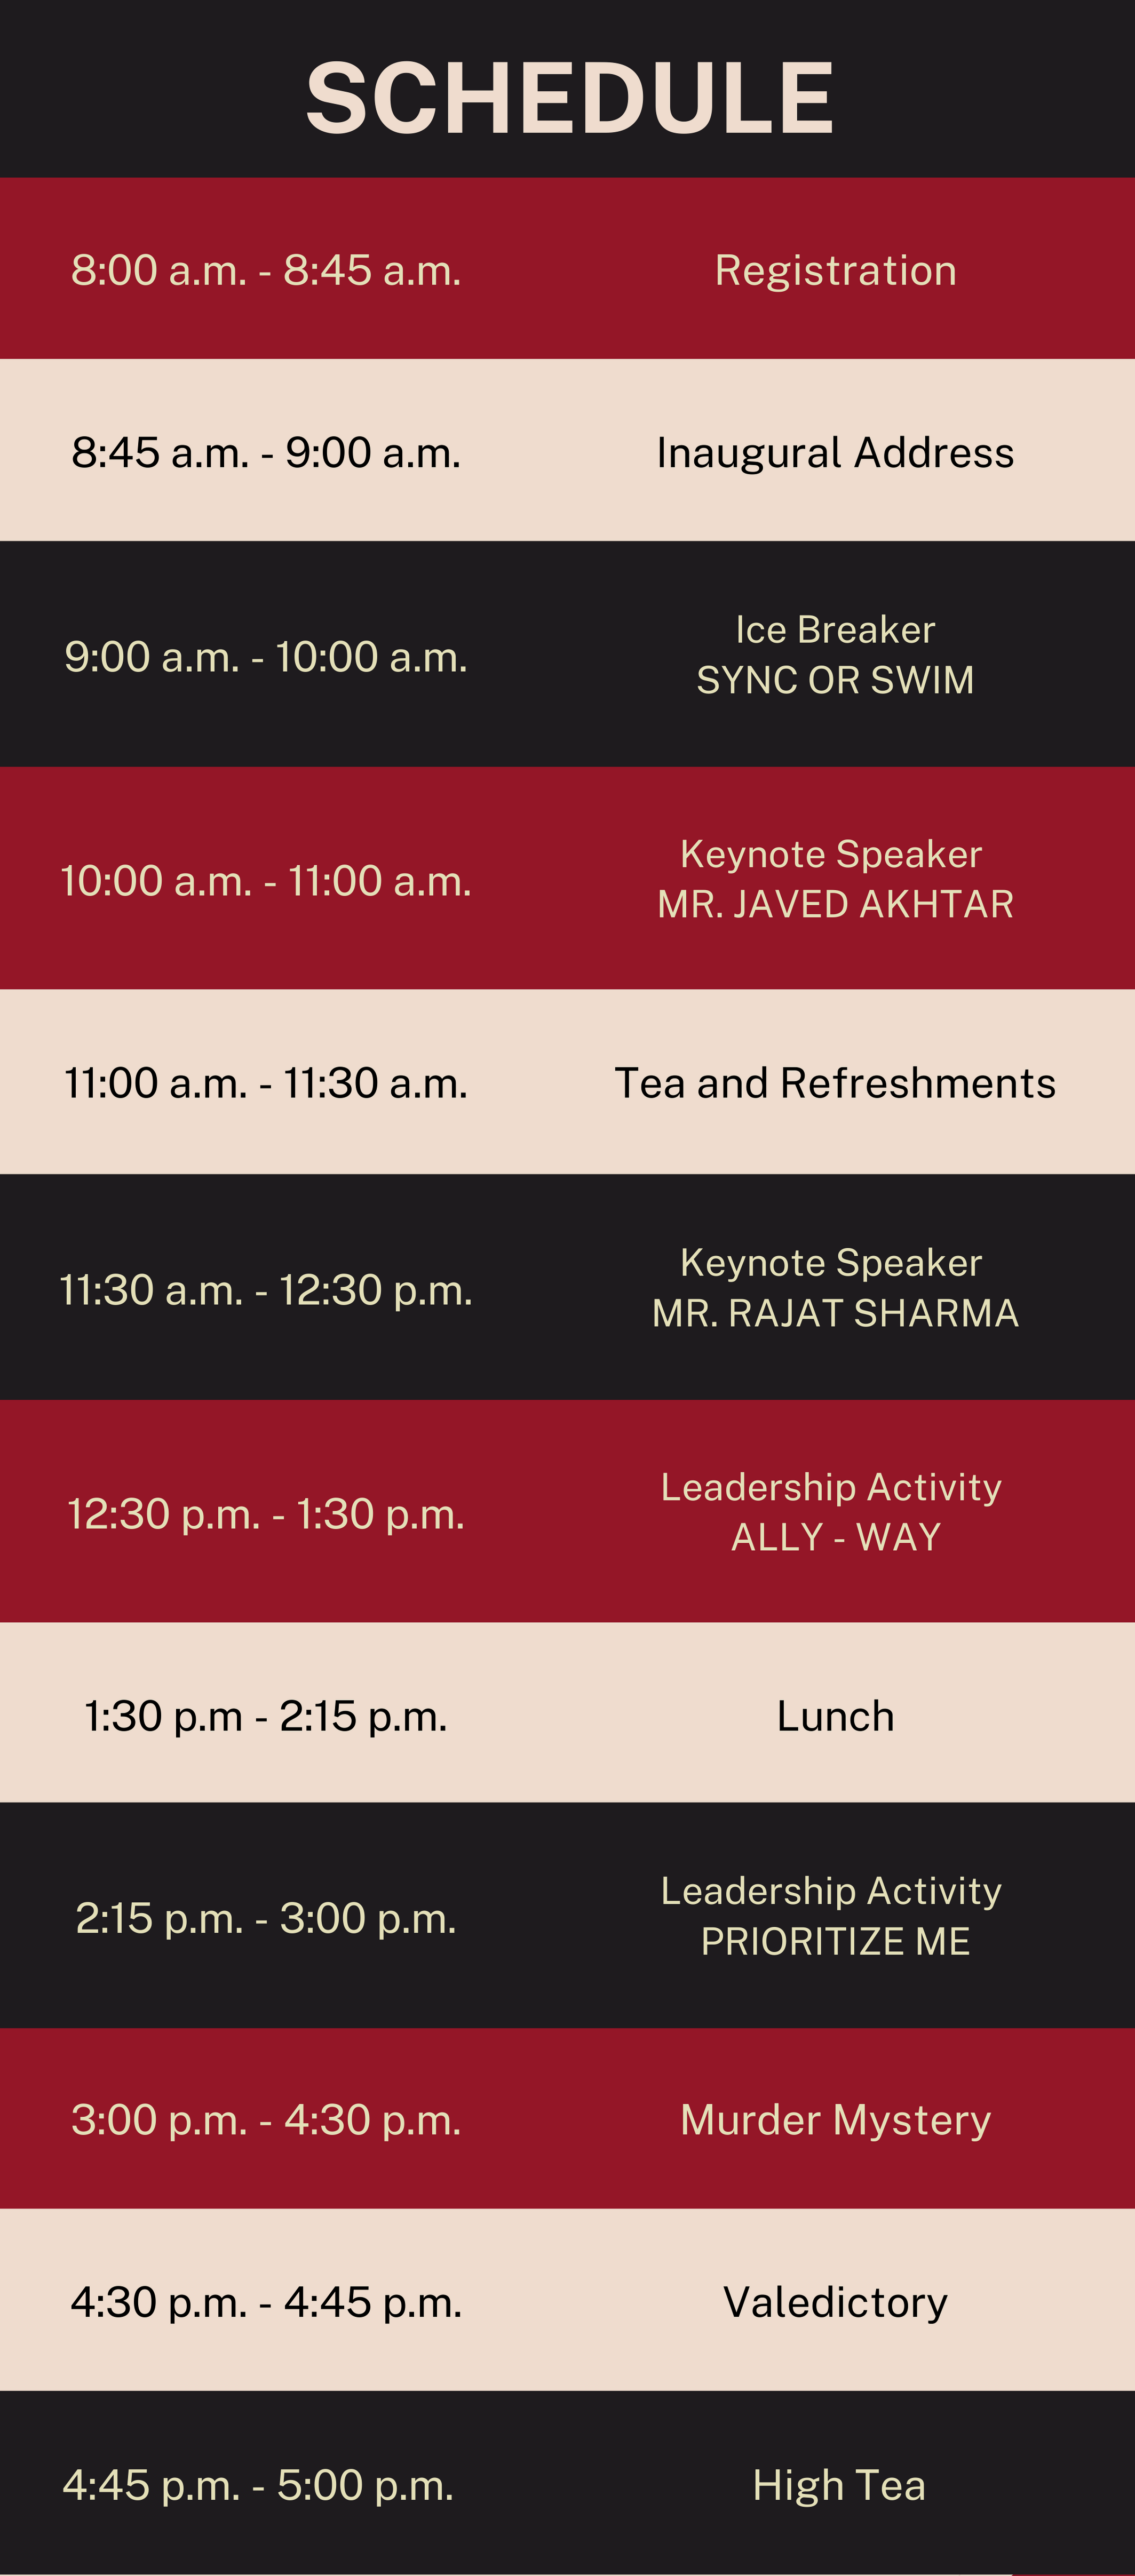 SCHEDULE
8:00 a.m. - 8:45 a.m. Registration
8:45 a.m. - 9:00 a.m. Inaugural Address
9:00 a.m. - 10:00 a.m. Ice Breaker
SYNC OR SWIM
10:00 a.m. - 11:00 a.m. Keynote Speaker
MR. JAVED AKHTAR
11:00 a.m. - 11:30 a.m. Tea and Refreshments
11:30 a.m. - 12:30 p.m. Keynote Speaker
MR. RAJAT SHARMA
12:30 p.m. - 1:30 p.m. Leadership Activity
ALLY - WAY
1:30 p.m - 2:15 p.m. Lunch
2:15 p.m. - 3:00 p.m. Leadership Activity
PRIORITIZE ME
3:00 p.m. - 4:30 p.m. Murder Mystery
4:30 p.m. - 4:45 p.m. Valedictory
4:45 p.m. - 5:00 p.m. High Tea